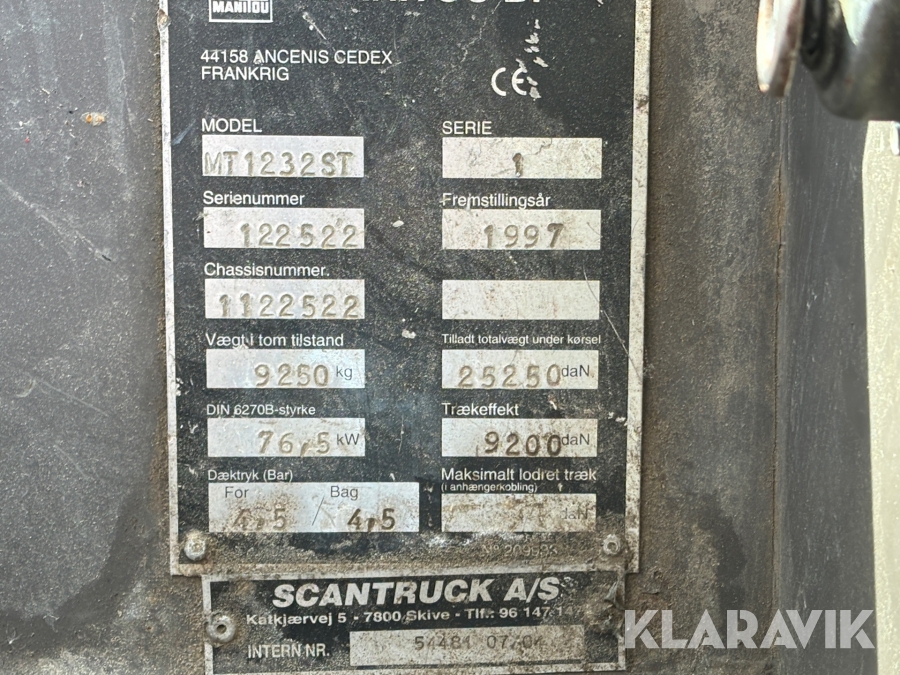 MANITOU
44158 ANCENIS CEDEX
FRANKRIG
CE
MODEL SERIE
MT1232ST 1
Serienummer Fremstillingsår
122522 1997
Chassisnummer.
1122522
Vægt i tom tilstand Tilladt totalvægt under kørsel
9250 kg 25250 daN
DIN 6270B-styrke Trækeffekt
76,5 kW 9200 daN
Dæktryk (Bar) Maksimalt lodret træk
(i anhængerkobling)
For Bag
4,5 / 4,5 daN
SCANTRUCK A/S
Katkjærvej 5 - 7800 Skive - Tlf.: 96 147 147
INTERN NR. 54481 07/04
KLARAVIK